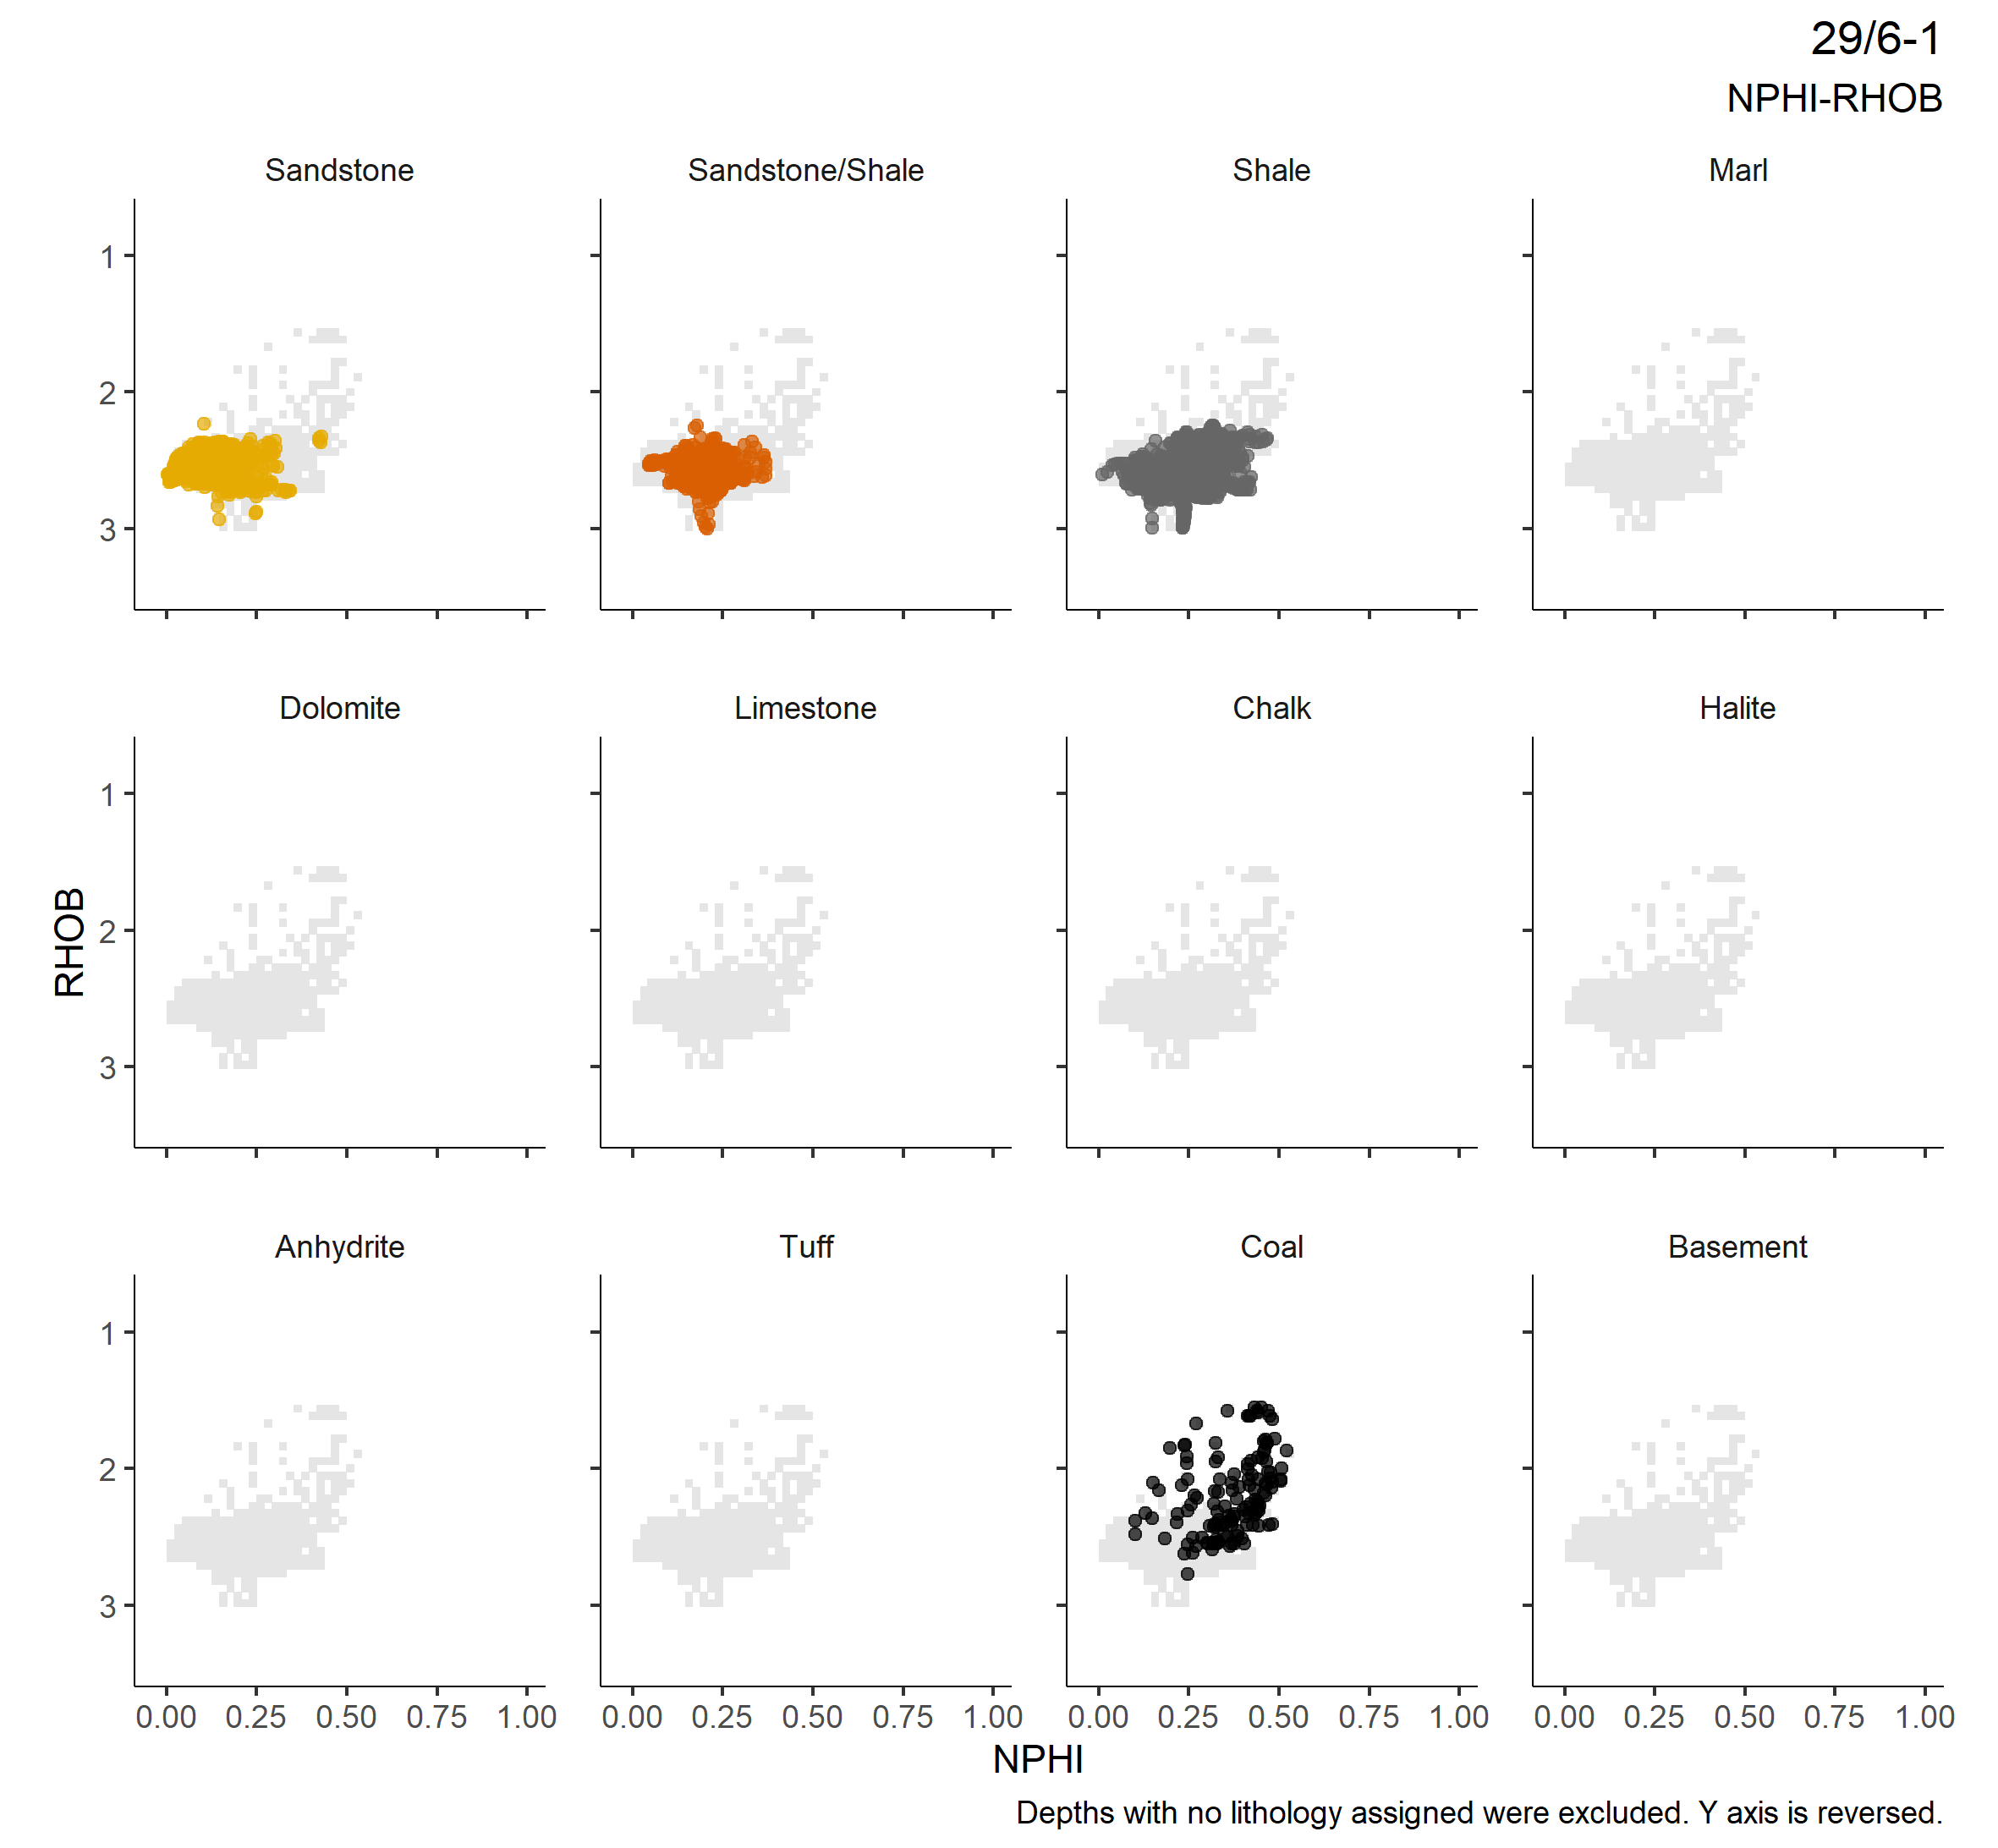 29/6-1
NPHI-RHOB
Sandstone
Sandstone/Shale
Shale
Marl
1
2
3
Dolomite
Limestone
Chalk
Halite
1
2
3
RHOB
Anhydrite
Tuff
Coal
Basement
1
2
3
0.00 0.25 0.50 0.75 1.00
0.00 0.25 0.50 0.75 1.00
0.00 0.25 0.50 0.75 1.00
0.00 0.25 0.50 0.75 1.00
NPHI
Depths with no lithology assigned were excluded. Y axis is reversed.